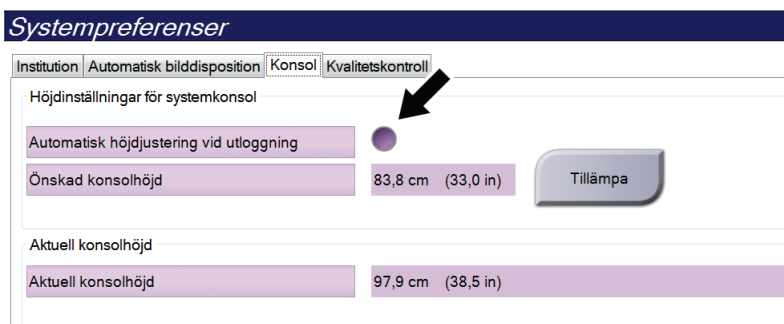 Systempreferenser
Institution Automatisk bilddisposition Konsol Kvalitetskontroll
Höjdinställningar för systemkonsol
Automatisk höjdjustering vid utloggning
Önskad konsolhöjd 83,8 cm (33,0 in) Tillämpa
Aktuell konsolhöjd
Aktuell konsolhöjd 97,9 cm (38,5 in)